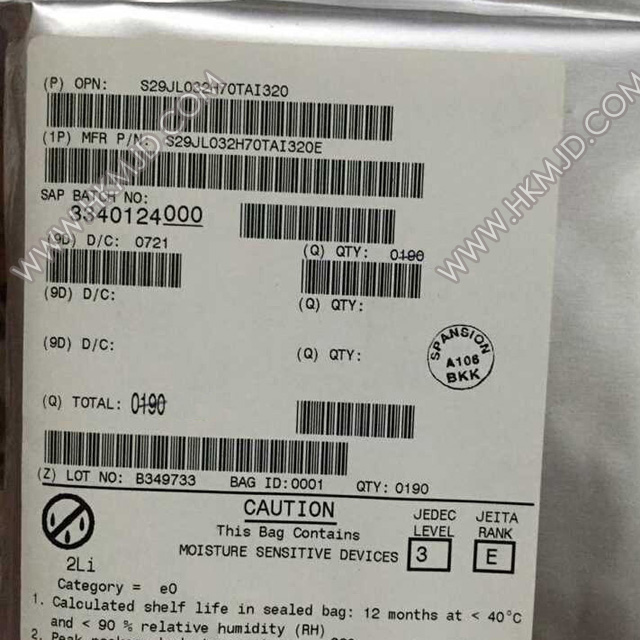 (P) OPN: S29JL032H70TAI320
(1P) MFR P/N: S29JL032H70TAI320E
SAP BATCH NO:
3340124000
(9D) D/C: 0721
(Q) QTY: 0190
(9D) D/C:
(Q) QTY:
(9D) D/C:
(Q) QTY:
SPANSION
A106
BKK
(Q) TOTAL: 0190
(Z) LOT NO: B349733 BAG ID:0001 QTY: 0190
CAUTION
This Bag Contains
MOISTURE SENSITIVE DEVICES
JEDEC
LEVEL
3
JEITA
RANK
E
2Li
Category = e0
1. Calculated shelf life in sealed bag: 12 months at < 40°C
and < 90 % relative humidity (RH)
2. Peak
WWW.HKMJD.COM
WWW.HKMJD.COM